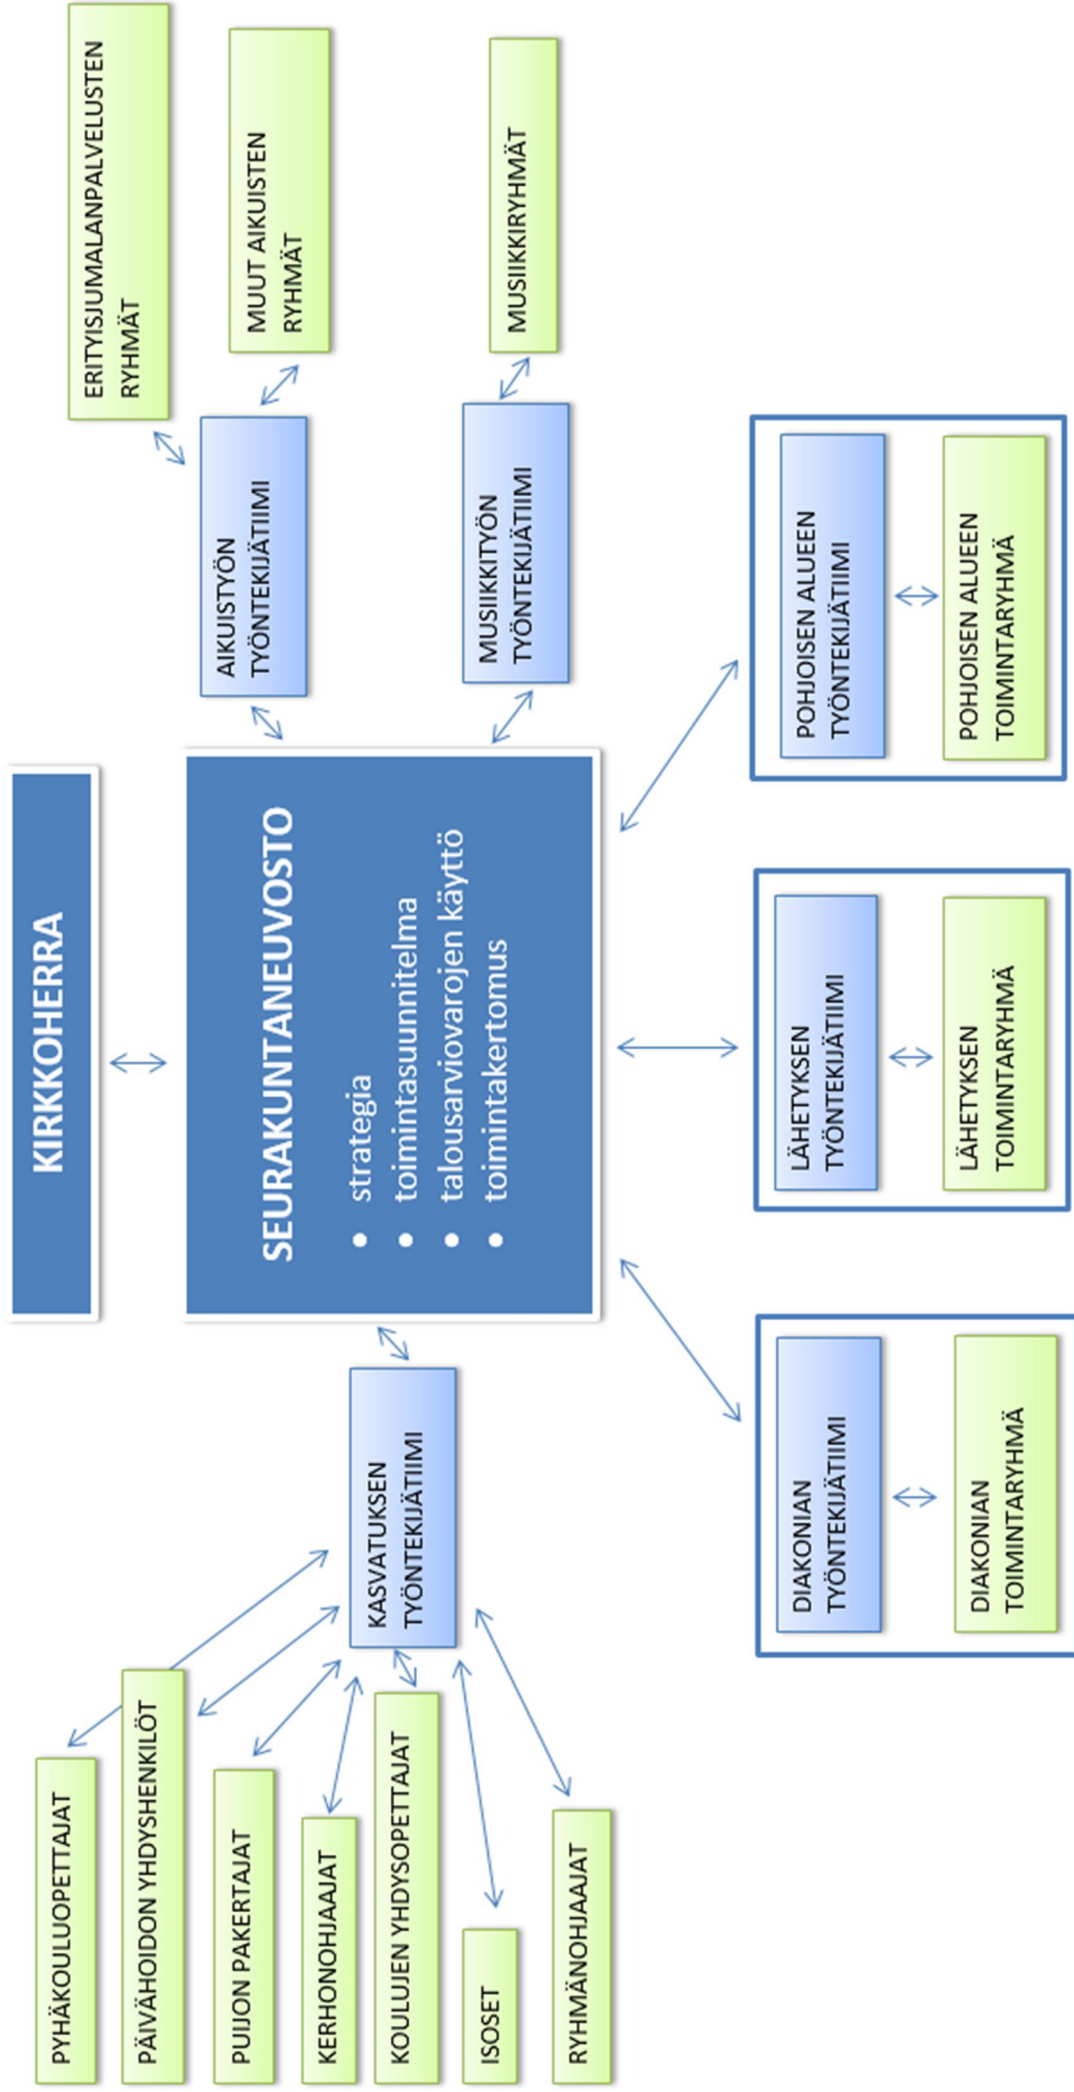 KIRKKOHERRA
SEURAKUNTANEUVOSTO
• strategia
• toimintasuunnitelma
• talousarviovarojen käyttö
• toimintakertomus
PYHÄKOULUOPETTAJAT
PÄIVÄHOIDON YHDYSHENKILÖT
PUIJON PAKERTAJAT
KERHONOHJAAJAT
KOULUJEN YHDYSOPETTAJAT
ISOSET
RYHMÄNOHJAAJAT
KASVATUKSEN
TYÖNTEKIJÄTIIMI
AIKUISTYÖN
TYÖNTEKIJÄTIIMI
ERITYISJUMALANPALVELUSTEN
RYHMÄT
MUUT AIKUISTEN
RYHMÄT
MUSIIKKITYÖN
TYÖNTEKIJÄTIIMI
MUSIIKKIRYHMÄT
DIAKONIAN
TYÖNTEKIJÄTIIMI
DIAKONIAN
TOIMINTARYHMÄ
LÄHETYKSEN
TYÖNTEKIJÄTIIMI
LÄHETYKSEN
TOIMINTARYHMÄ
POHJOISEN ALUEEN
TYÖNTEKIJÄTIIMI
POHJOISEN ALUEEN
TOIMINTARYHMÄ